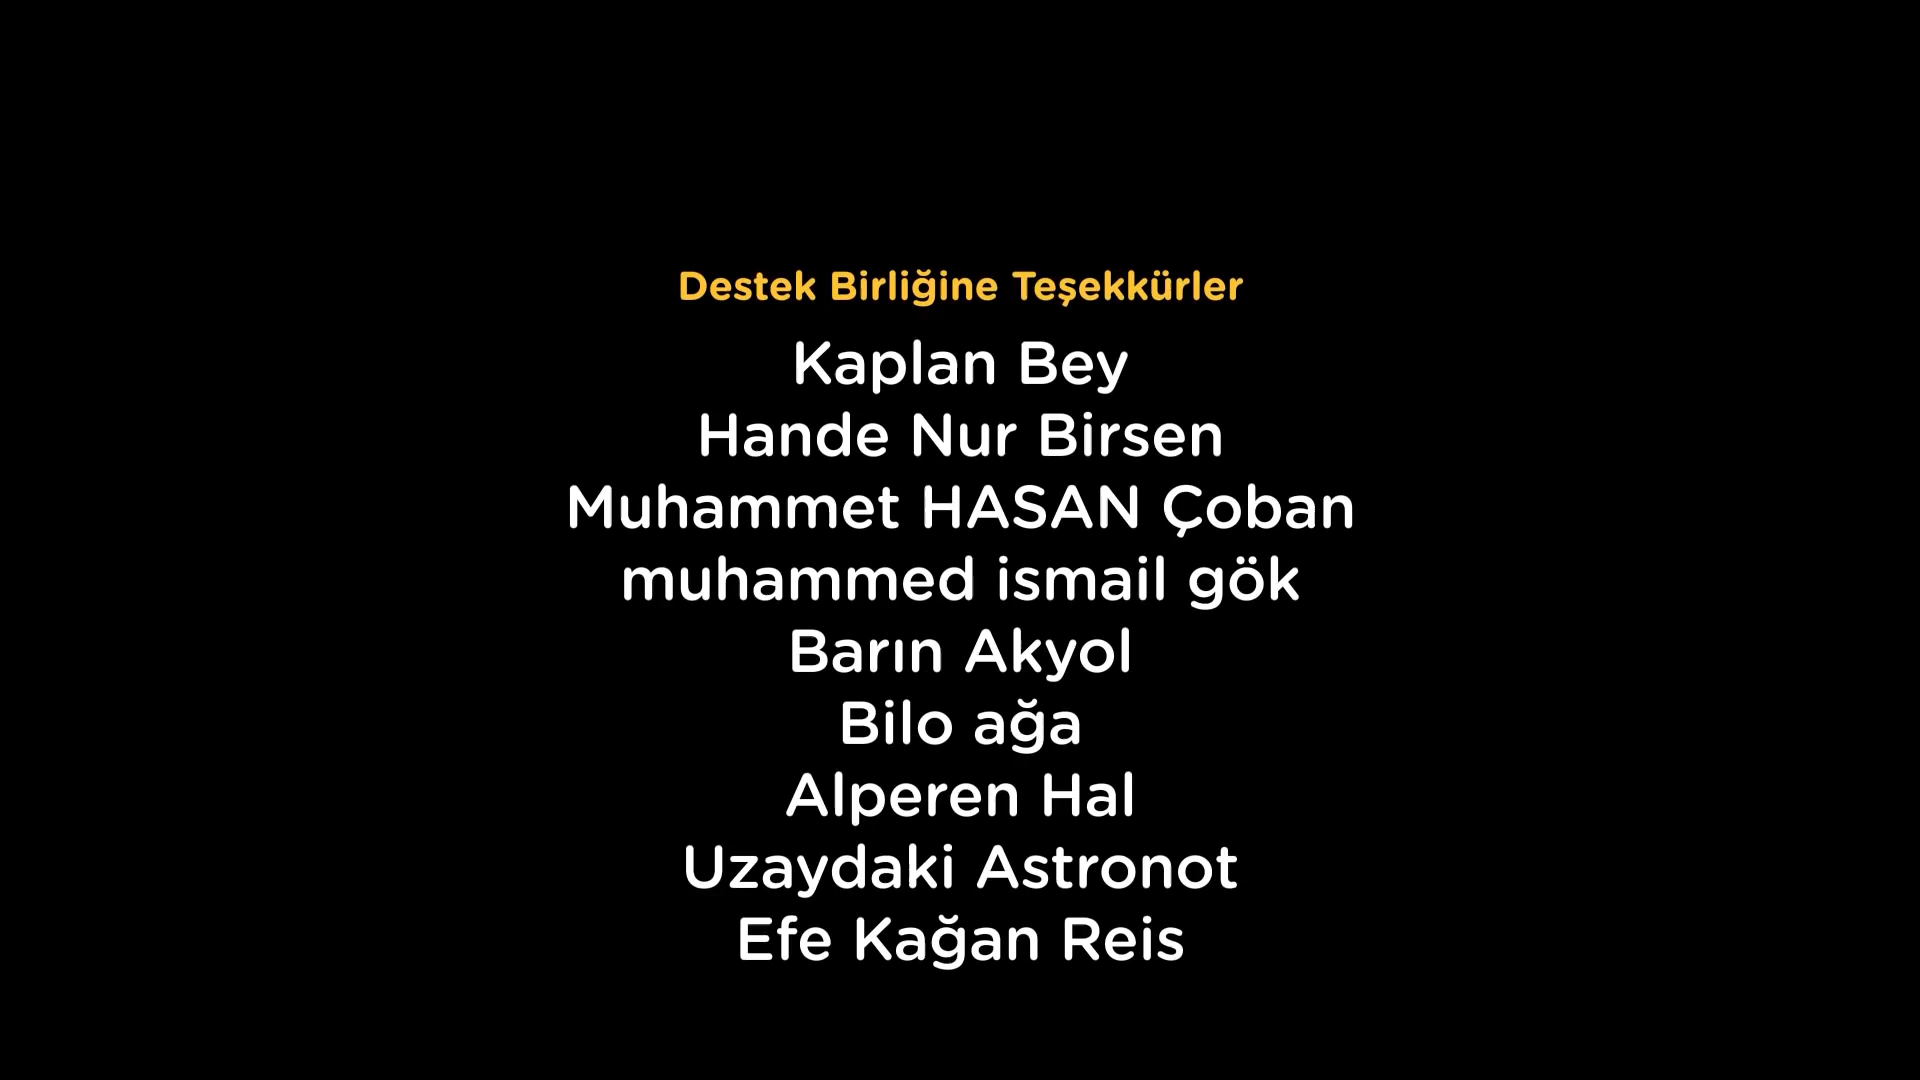 Destek Birliğine Teşekkürler
Kaplan Bey
Hande Nur Birsen
Muhammet HASAN Çoban
muhammed ismail gök
Barın Akyol
Bilo ağa
Alperen Hal
Uzaydaki Astronot
Efe Kağan Reis